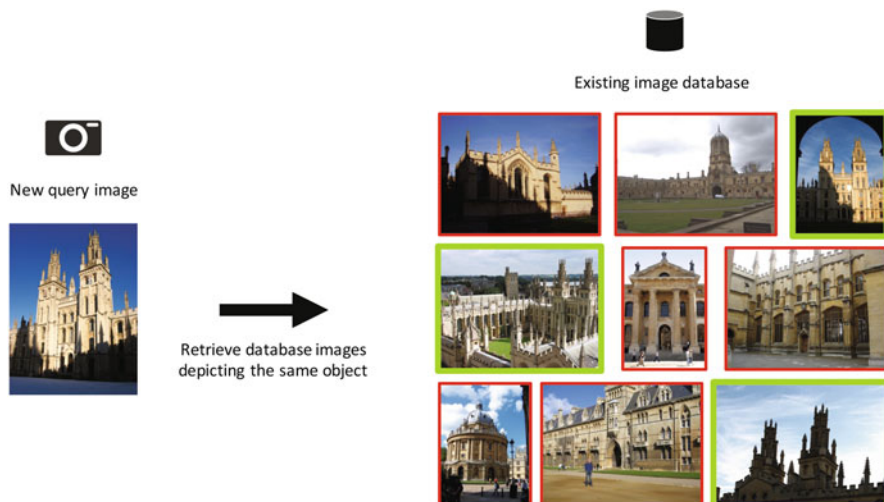 Existing image database
New query image
Retrieve database images
depicting the same object